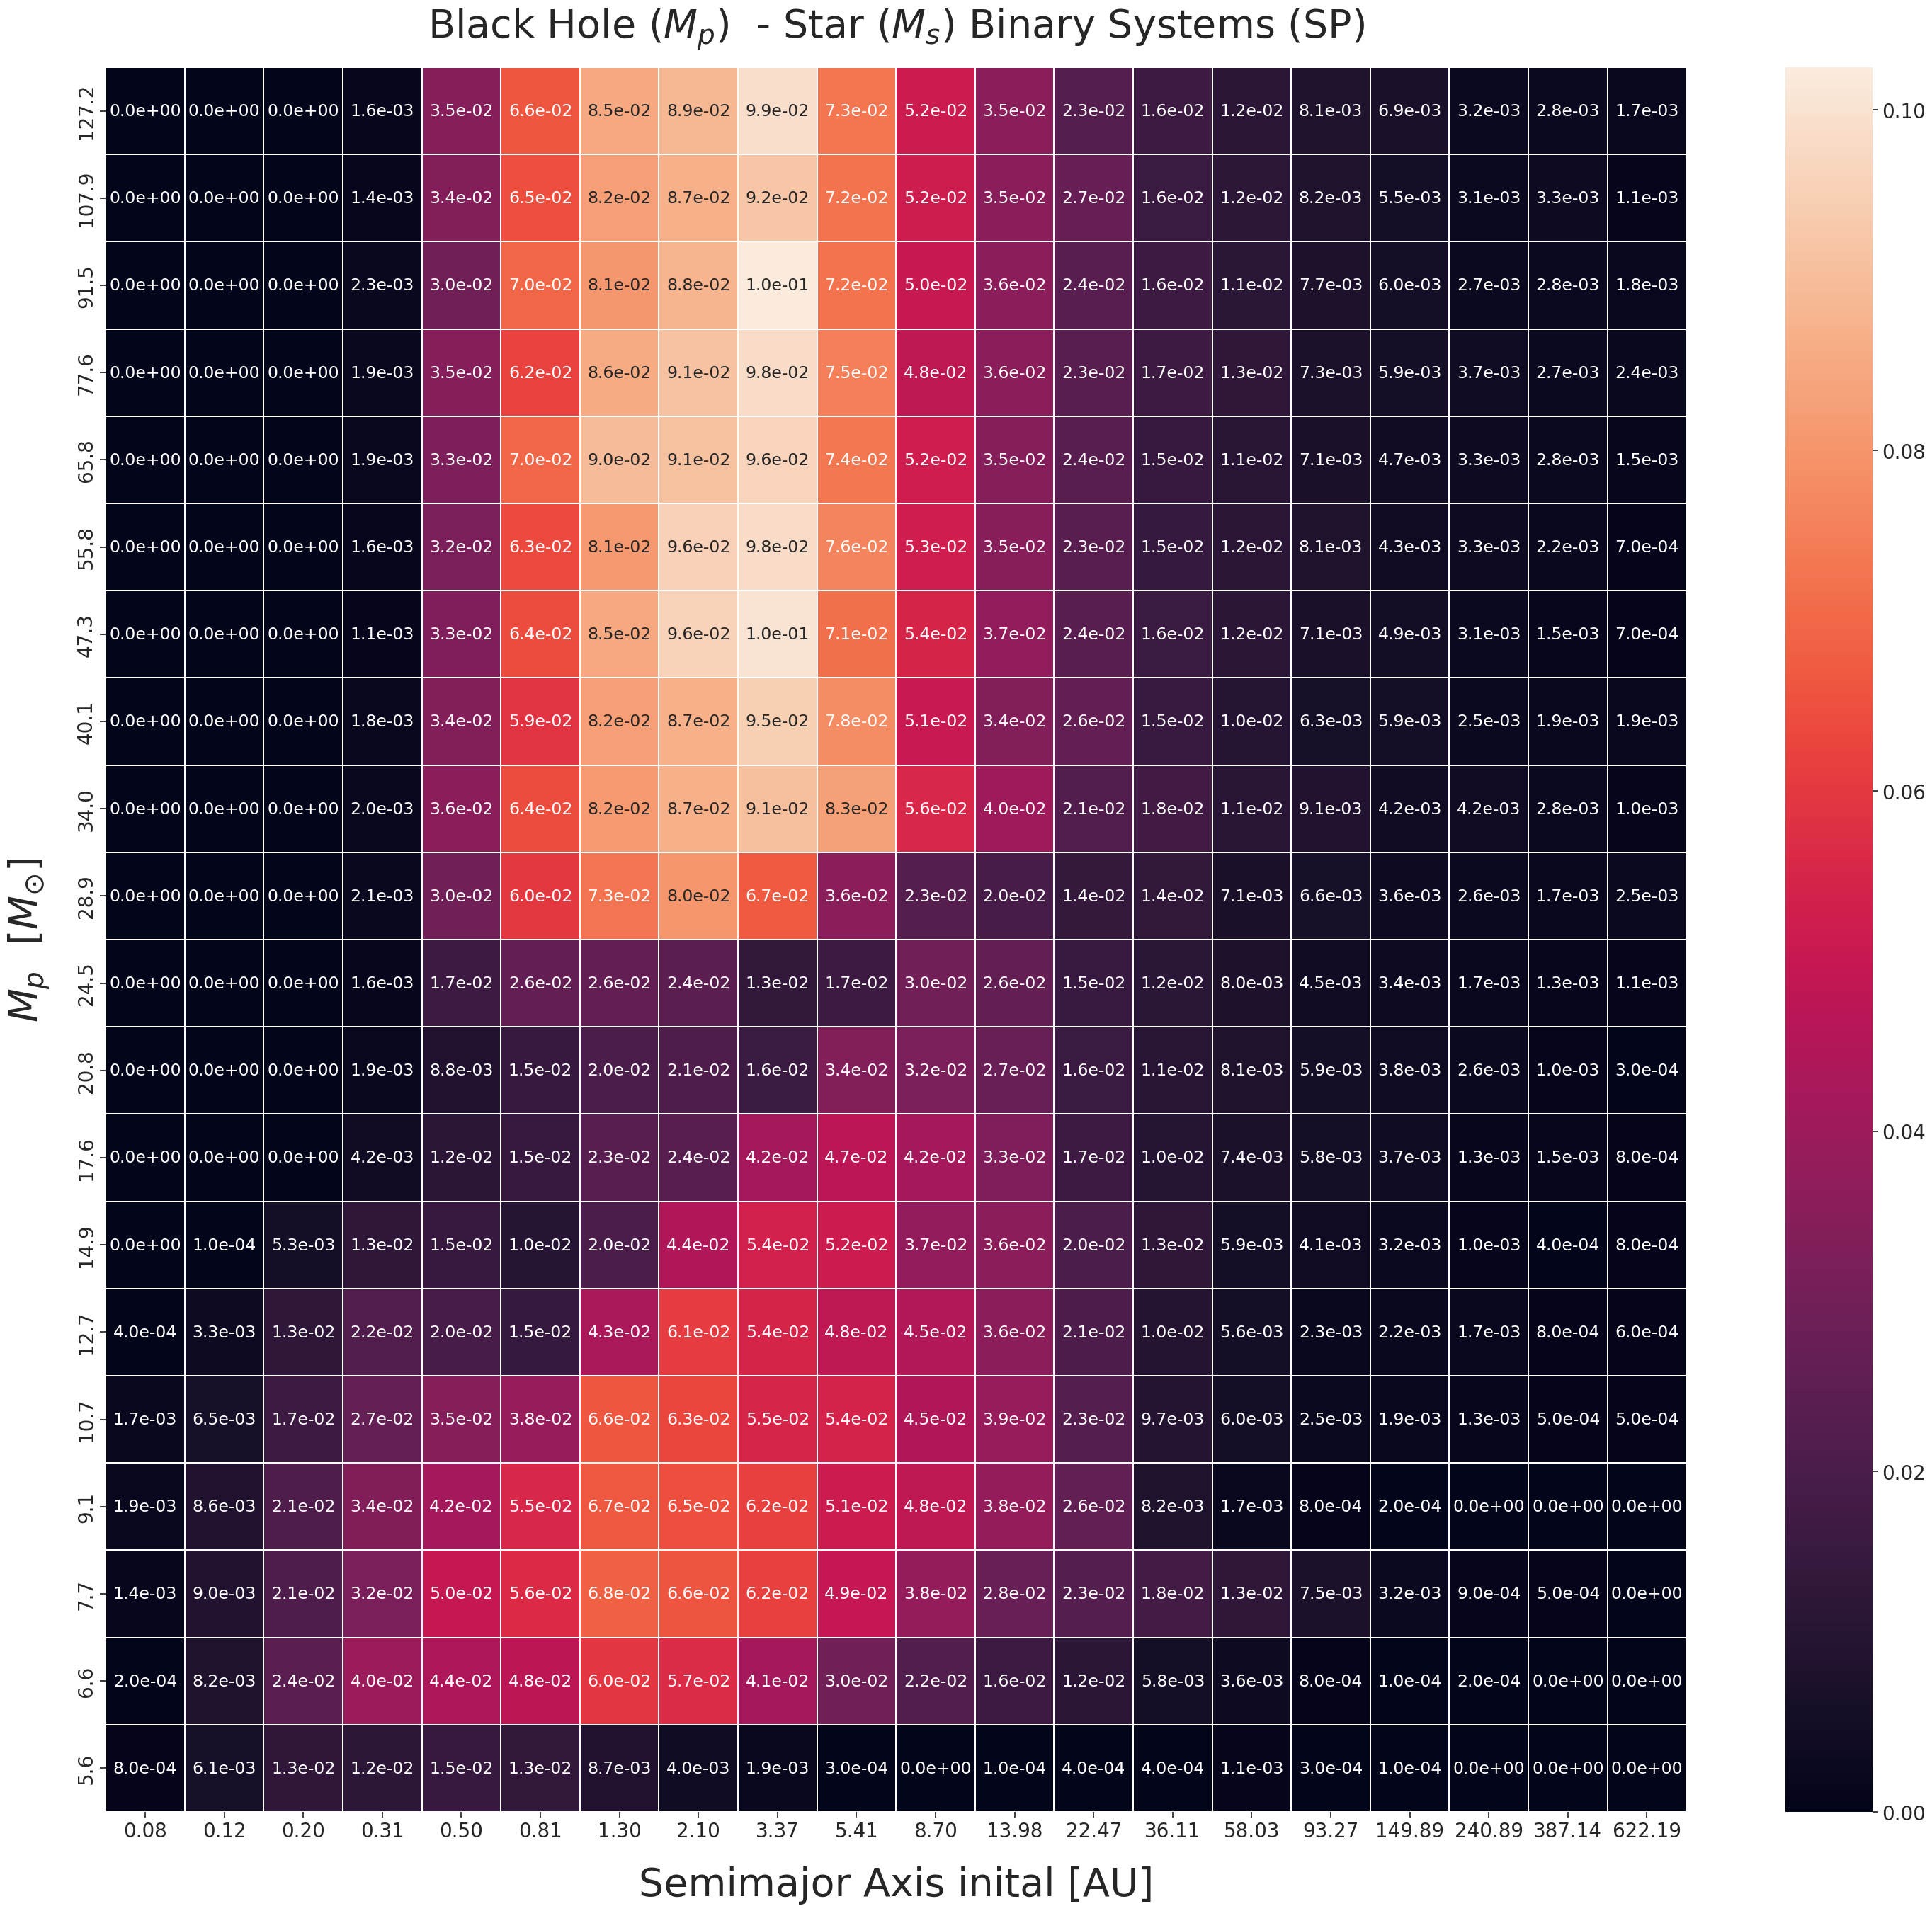 Black Hole (Mp) - Star (Ms) Binary Systems (SP)
127.2 0.0e+00 0.0e+00 0.0e+00 1.6e-03 3.5e-02 6.6e-02 8.5e-02 8.9e-02 9.9e-02 7.3e-02 5.2e-02 3.5e-02 2.3e-02 1.6e-02 1.2e-02 8.1e-03 6.9e-03 3.2e-03 2.8e-03 1.7e-03
107.9 0.0e+00 0.0e+00 0.0e+00 1.4e-03 3.4e-02 6.5e-02 8.2e-02 8.7e-02 9.2e-02 7.2e-02 5.2e-02 3.5e-02 2.7e-02 1.6e-02 1.2e-02 8.2e-03 5.5e-03 3.1e-03 3.3e-03 1.1e-03
91.5 0.0e+00 0.0e+00 0.0e+00 2.3e-03 3.0e-02 7.0e-02 8.1e-02 8.8e-02 1.0e-01 7.2e-02 5.0e-02 3.6e-02 2.4e-02 1.6e-02 1.1e-02 7.7e-03 6.0e-03 2.7e-03 2.8e-03 1.8e-03
77.6 0.0e+00 0.0e+00 0.0e+00 1.9e-03 3.5e-02 6.2e-02 8.6e-02 9.1e-02 9.8e-02 7.5e-02 4.8e-02 3.6e-02 2.3e-02 1.7e-02 1.3e-02 7.3e-03 5.9e-03 3.7e-03 2.7e-03 2.4e-03
65.8 0.0e+00 0.0e+00 0.0e+00 1.9e-03 3.3e-02 7.0e-02 9.0e-02 9.1e-02 9.6e-02 7.4e-02 5.2e-02 3.5e-02 2.4e-02 1.5e-02 1.1e-02 7.1e-03 4.7e-03 3.3e-03 2.8e-03 1.5e-03
55.8 0.0e+00 0.0e+00 0.0e+00 1.6e-03 3.2e-02 6.3e-02 8.1e-02 9.6e-02 9.8e-02 7.6e-02 5.3e-02 3.5e-02 2.3e-02 1.5e-02 1.2e-02 8.1e-03 4.3e-03 3.3e-03 2.2e-03 7.0e-04
47.3 0.0e+00 0.0e+00 0.0e+00 1.1e-03 3.3e-02 6.4e-02 8.5e-02 9.6e-02 1.0e-01 7.1e-02 5.4e-02 3.7e-02 2.4e-02 1.6e-02 1.2e-02 7.1e-03 4.9e-03 3.1e-03 1.5e-03 7.0e-04
40.1 0.0e+00 0.0e+00 0.0e+00 1.8e-03 3.4e-02 5.9e-02 8.2e-02 8.7e-02 9.5e-02 7.8e-02 5.1e-02 3.4e-02 2.6e-02 1.5e-02 1.0e-02 6.3e-03 5.9e-03 2.5e-03 1.9e-03 1.9e-03
34.0 0.0e+00 0.0e+00 0.0e+00 2.0e-03 3.6e-02 6.4e-02 8.2e-02 8.7e-02 9.1e-02 8.3e-02 5.6e-02 4.0e-02 2.1e-02 1.8e-02 1.1e-02 9.1e-03 4.2e-03 4.2e-03 2.8e-03 1.0e-03
28.9 0.0e+00 0.0e+00 0.0e+00 2.1e-03 3.0e-02 6.0e-02 7.3e-02 8.0e-02 6.7e-02 3.6e-02 2.3e-02 2.0e-02 1.4e-02 1.4e-02 7.1e-03 6.6e-03 3.6e-03 2.6e-03 1.7e-03 2.5e-03
24.5 0.0e+00 0.0e+00 0.0e+00 1.6e-03 1.7e-02 2.6e-02 2.6e-02 2.4e-02 1.3e-02 1.7e-02 3.0e-02 2.6e-02 1.5e-02 1.2e-02 8.0e-03 4.5e-03 3.4e-03 1.7e-03 1.3e-03 1.1e-03
20.8 0.0e+00 0.0e+00 0.0e+00 1.9e-03 8.8e-03 1.5e-02 2.0e-02 2.1e-02 1.6e-02 3.4e-02 3.2e-02 2.7e-02 1.6e-02 1.1e-02 8.1e-03 5.9e-03 3.8e-03 2.6e-03 1.0e-03 3.0e-04
17.6 0.0e+00 0.0e+00 0.0e+00 4.2e-03 1.2e-02 1.5e-02 2.3e-02 2.4e-02 4.2e-02 4.7e-02 4.2e-02 3.3e-02 1.7e-02 1.0e-02 7.4e-03 5.8e-03 3.7e-03 1.3e-03 1.5e-03 8.0e-04
14.9 0.0e+00 1.0e-04 5.3e-03 1.3e-02 1.5e-02 1.0e-02 2.0e-02 4.4e-02 5.4e-02 5.2e-02 3.7e-02 3.6e-02 2.0e-02 1.3e-02 5.9e-03 4.1e-03 3.2e-03 1.0e-03 4.0e-04 8.0e-04
12.7 4.0e-04 3.3e-03 1.3e-02 2.2e-02 2.0e-02 1.5e-02 4.3e-02 6.1e-02 5.4e-02 4.8e-02 4.5e-02 3.6e-02 2.1e-02 1.0e-02 5.6e-03 2.3e-03 2.2e-03 1.7e-03 8.0e-04 6.0e-04
10.7 1.7e-03 6.5e-03 1.7e-02 2.7e-02 3.5e-02 3.8e-02 6.6e-02 6.3e-02 5.5e-02 5.4e-02 4.5e-02 3.9e-02 2.3e-02 9.7e-03 6.0e-03 2.5e-03 1.9e-03 1.3e-03 5.0e-04 5.0e-04
9.1 1.9e-03 8.6e-03 2.1e-02 3.4e-02 4.2e-02 5.5e-02 6.7e-02 6.5e-02 6.2e-02 5.1e-02 4.8e-02 3.8e-02 2.6e-02 8.2e-03 1.7e-03 8.0e-04 2.0e-04 0.0e+00 0.0e+00 0.0e+00
7.7 1.4e-03 9.0e-03 2.1e-02 3.2e-02 5.0e-02 5.6e-02 6.8e-02 6.6e-02 6.2e-02 4.9e-02 3.8e-02 2.8e-02 2.3e-02 1.8e-02 1.3e-02 7.5e-03 3.2e-03 9.0e-04 5.0e-04 0.0e+00
6.6 2.0e-04 8.2e-03 2.4e-02 4.0e-02 4.4e-02 4.8e-02 6.0e-02 5.7e-02 4.1e-02 3.0e-02 2.2e-02 1.6e-02 1.2e-02 5.8e-03 3.6e-03 8.0e-04 1.0e-04 2.0e-04 0.0e+00 0.0e+00
5.6 8.0e-04 6.1e-03 1.3e-02 1.2e-02 1.5e-02 1.3e-02 8.7e-03 4.0e-03 1.9e-03 3.0e-04 0.0e+00 1.0e-04 4.0e-04 4.0e-04 1.1e-03 3.0e-04 1.0e-04 0.0e+00 0.0e+00 0.0e+00
0.08 0.12 0.20 0.31 0.50 0.81 1.30 2.10 3.37 5.41 8.70 13.98 22.47 36.11 58.03 93.27 149.89 240.89 387.14 622.19
Semimajor Axis inital [AU]
Mp [M⊙]
0.10
0.08
0.06
0.04
0.02
0.00